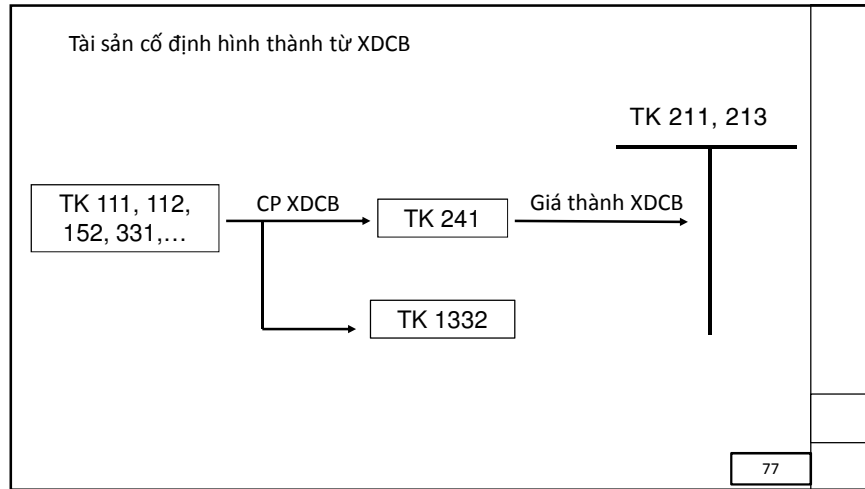 Tài sản cố định hình thành từ XDCB
TK 211, 213
TK 111, 112,
152, 331,...
CP XDCB
TK 241
Giá thành XDCB
TK 1332
77